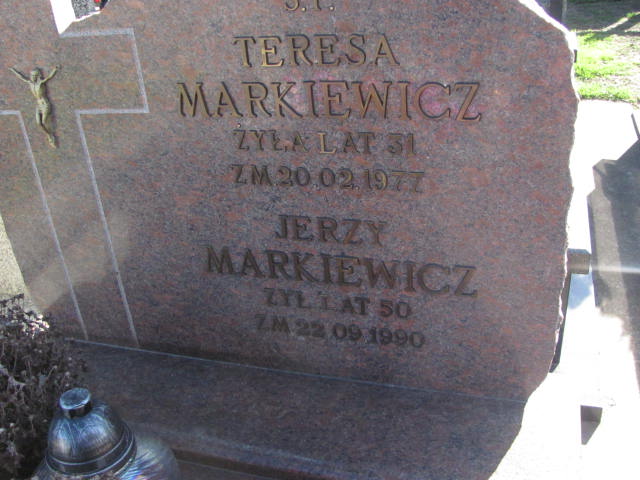 Ś.P.
TERESA
MARKIEWICZ
ŻYŁA LAT 31
ZM.20.02.1977
JERZY
MARKIEWICZ
ŻYŁ LAT 50
ZM.22.09.1990